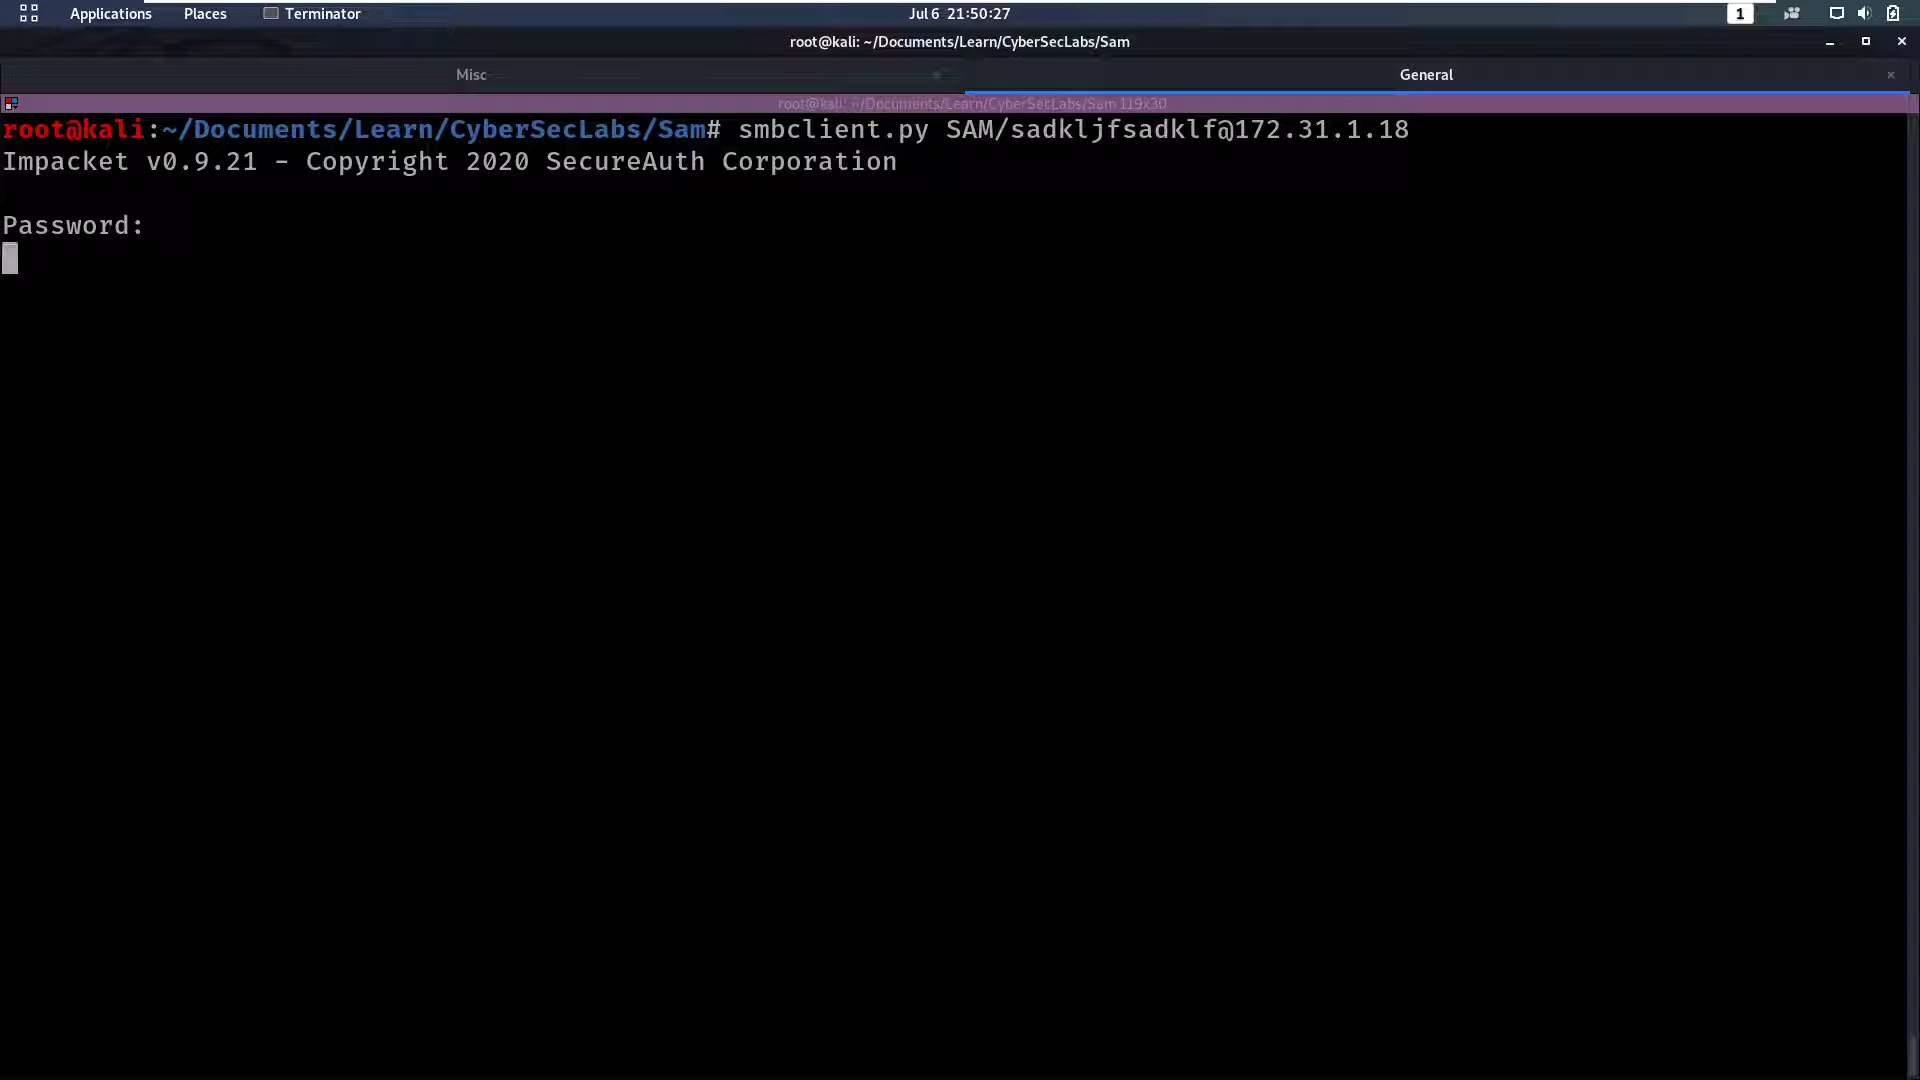 Applications Places Terminator Jul 6 21:50:27 1
root@kali: ~/Documents/Learn/CyberSecLabs/Sam
Misc General
root@kali: ~/Documents/Learn/CyberSecLabs/Sam 119x30
root@kali:~/Documents/Learn/CyberSecLabs/Sam# smbclient.py SAM/sadkljfsadklf@172.31.1.18
Impacket v0.9.21 - Copyright 2020 SecureAuth Corporation
Password: